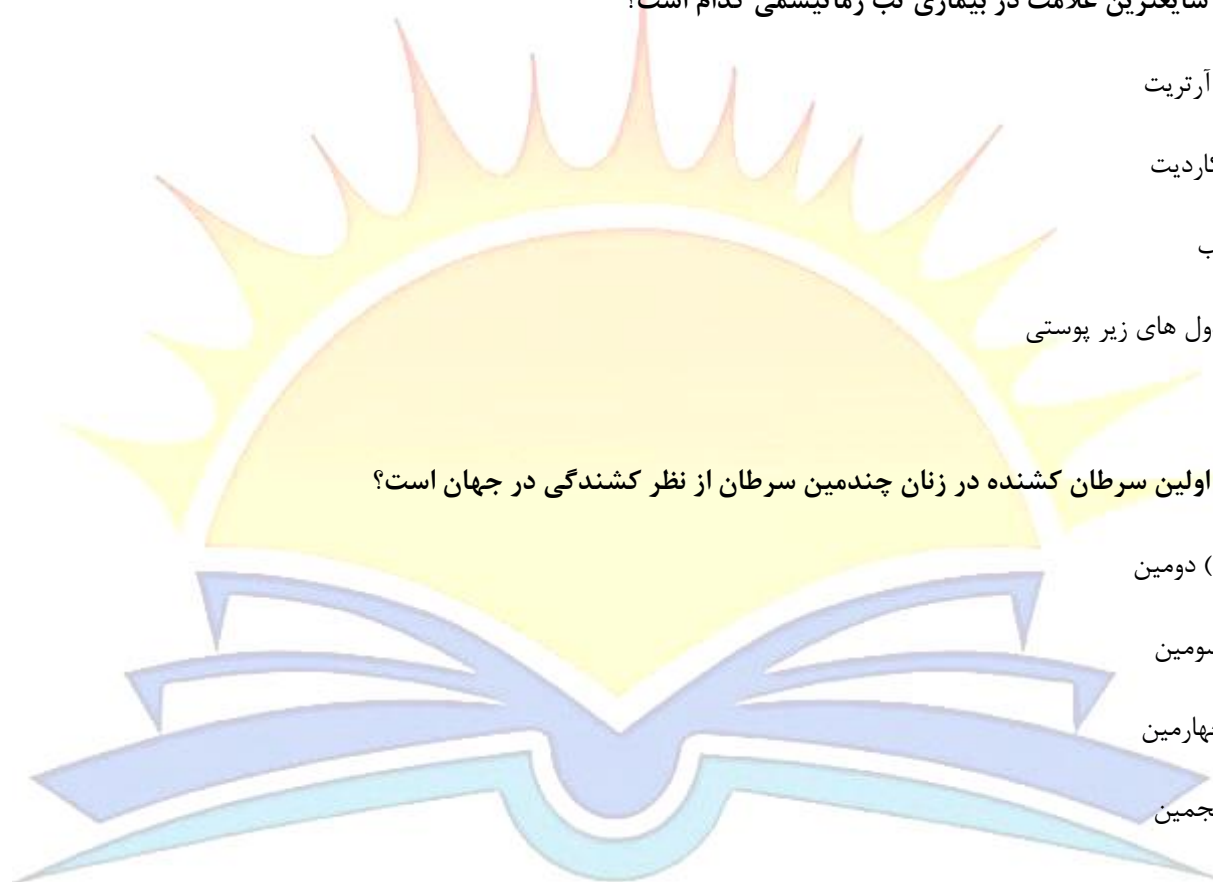 شایعترین علامت در بیماری تب رماتیسمی کدام است؟
آرتریت
کاردیت
ول های زیر پوستی
اولین سرطان کشنده در زنان چندمین سرطان از نظر کشندگی در جهان است؟
) دومین
سومین
چهارمین
پنجمین